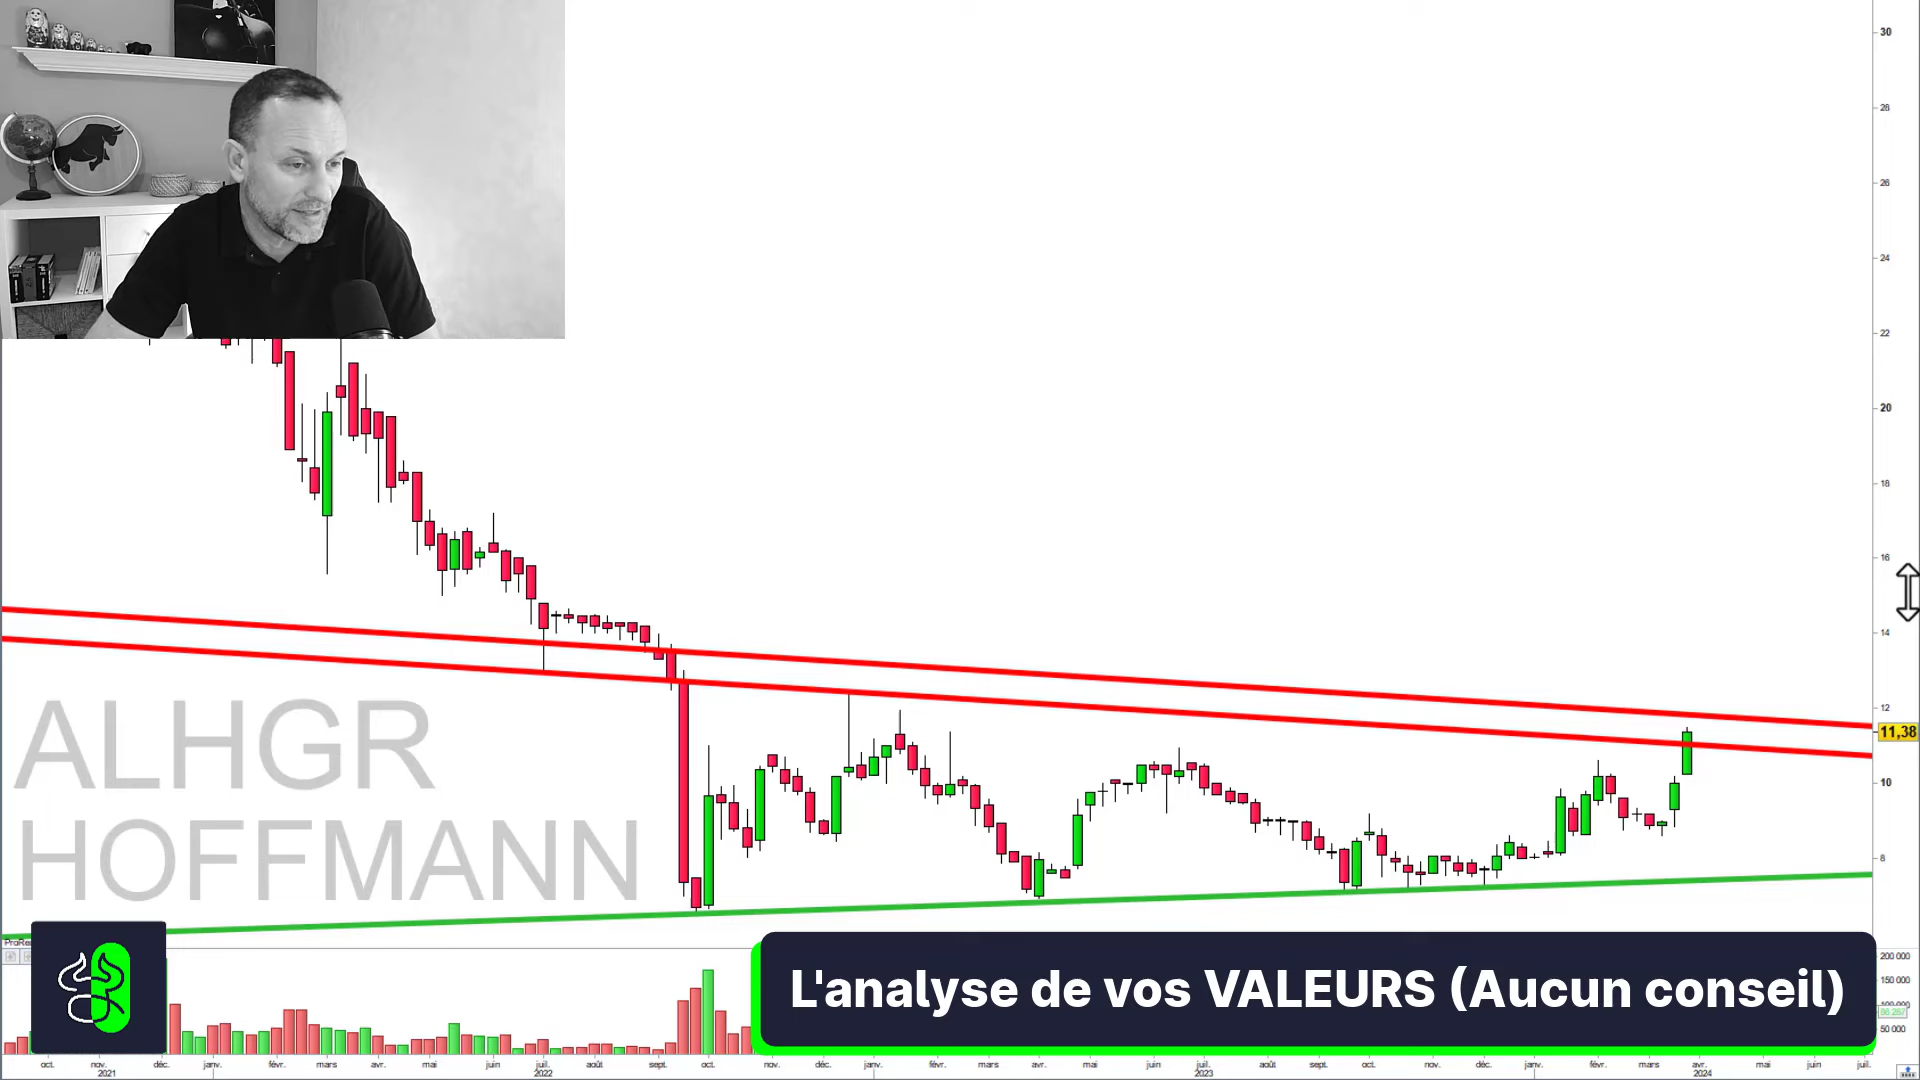 30
28
26
24
22
20
18
16
14
12
11,38
10
8
ALHGR
HOFFMANN
ProRea
200 000
150 000
50 000
L'analyse de vos VALEURS (Aucun conseil)
oct. nov. déc. janv. févr. mars avr. mai juin juil. août sept. oct. nov. déc. janv. févr. mars avr. mai juin juil. août sept. oct. nov. déc. janv. févr. mars avr. mai juin juil.
2021 2022 2023 2024